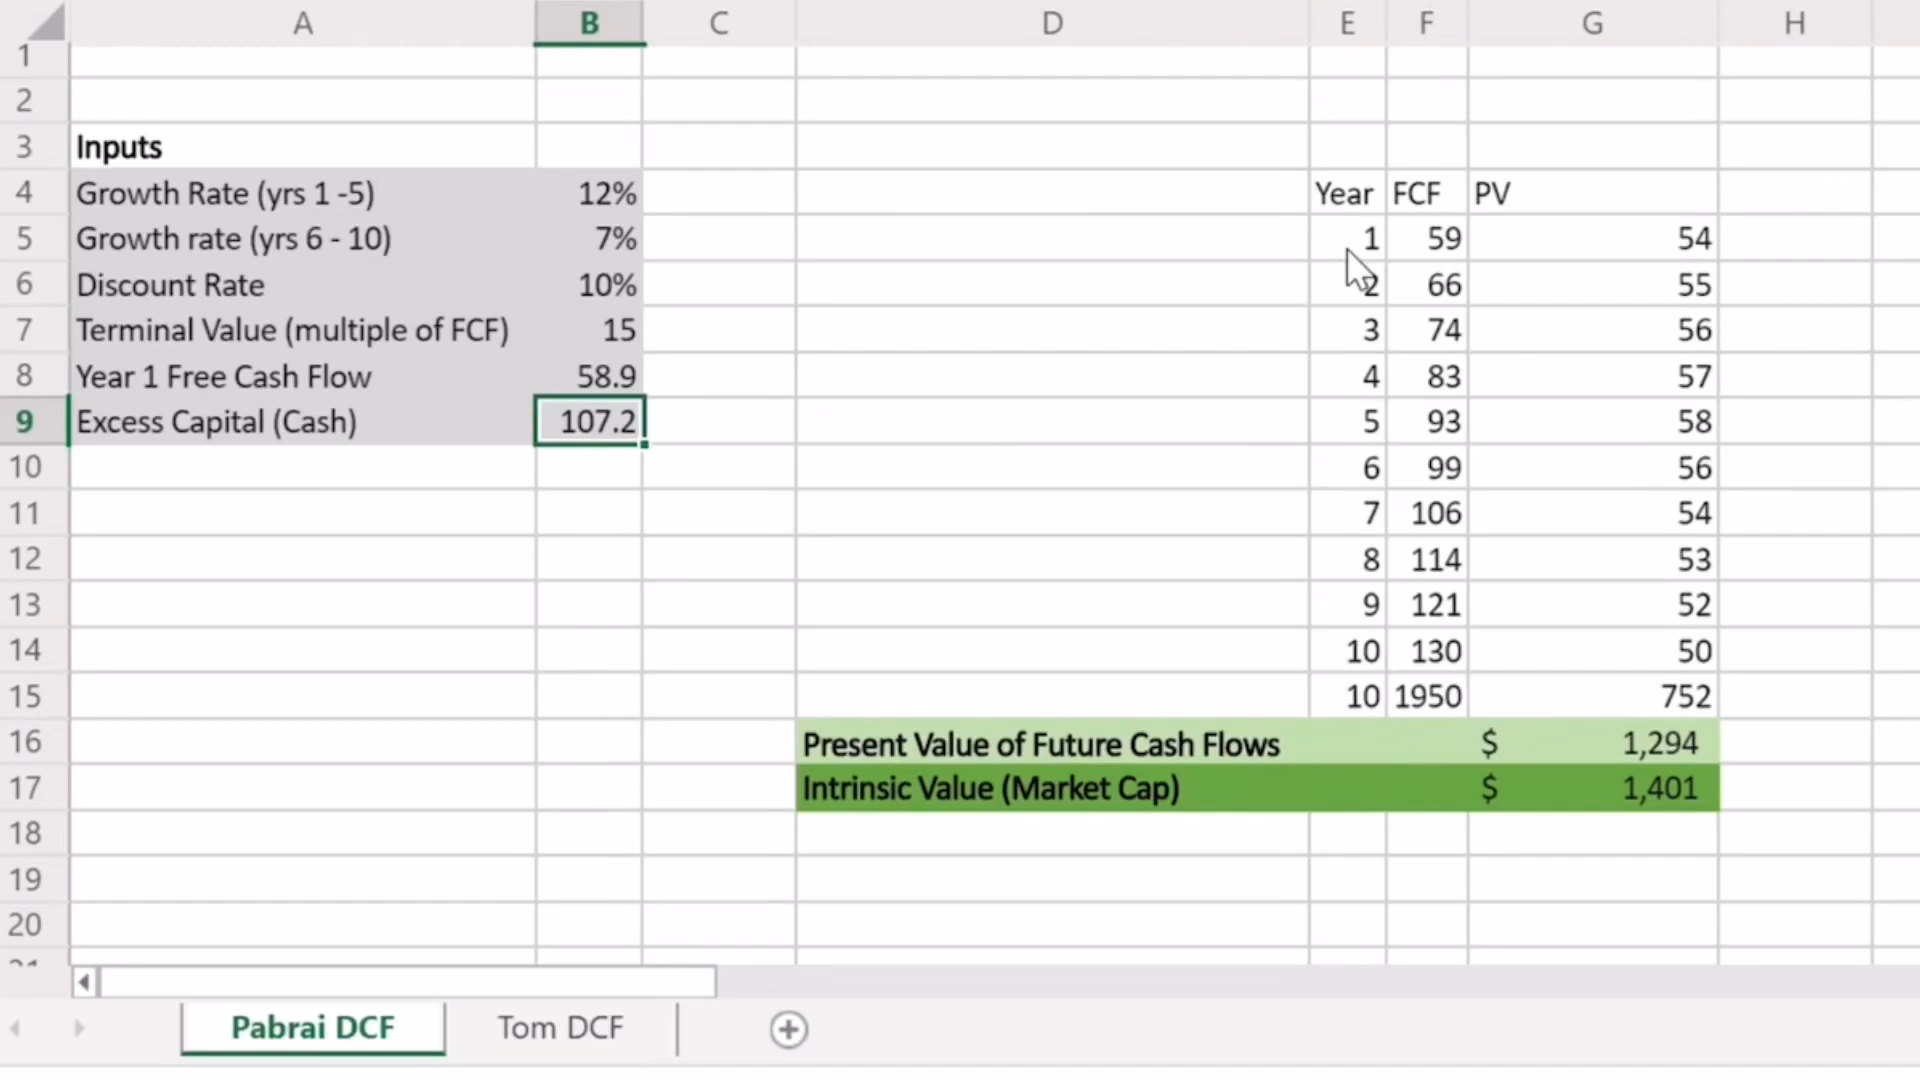 A B C D E F G H
1
2
3 Inputs
4 Growth Rate (yrs 1 -5) 12% Year FCF PV
5 Growth rate (yrs 6 - 10) 7% 1 59 54
6 Discount Rate 10% 2 66 55
7 Terminal Value (multiple of FCF) 15 3 74 56
8 Year 1 Free Cash Flow 58.9 4 83 57
9 Excess Capital (Cash) 107.2 5 93 58
10 6 99 56
11 7 106 54
12 8 114 53
13 9 121 52
14 10 130 50
15 10 1950 752
16 Present Value of Future Cash Flows $ 1,294
17 Intrinsic Value (Market Cap) $ 1,401
18
19
20
Pabrai DCF Tom DCF